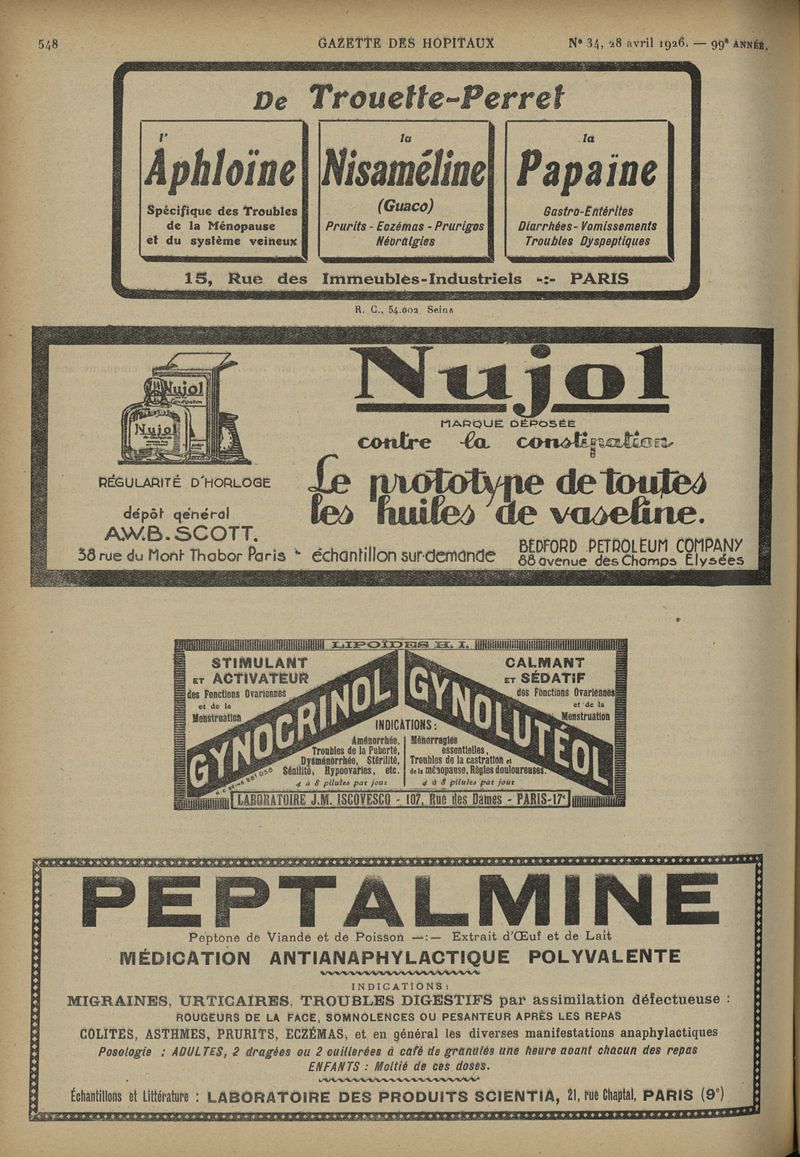 548
GAZETTE DES HOPITAUX
N° 34, 28 avril 1926. — 99e ANNÉE.
De Trouette-Perret
l'
Aphloïne
Spécifique des Troubles
de la Ménopause
et du système veineux
la
Nisaméline
(Guaco)
Prurits - Eczémas - Prurigos
Névralgies
la
Papaïne
Gastro-Entérites
Diarrhées - Vomissements
Troubles Dyspeptiques
15, Rue des Immeubles-Industriels -:- PARIS
R. C., 54.002 Seine
Nujol
Nujol
RÉGULARITÉ D'HORLOGE
dépôt général
A.W.B. SCOTT.
38 rue du Mont Thabor Paris
Nujol
MARQUE DÉPOSÉE
contre la constipation
Le prototype de toutes
les huiles de vaseline.
échantillon sur demande
BEDFORD PETROLEUM COMPANY
88 avenue des Champs Élysées
LIPOÏDES H. I.
STIMULANT
ET ACTIVATEUR
des Fonctions Ovariennes
et de la
Menstruation
GYNOCRINOL
CALMANT
ET SÉDATIF
des Fonctions Ovariennes
et de la
Menstruation
GYNOLUTÉOL
INDICATIONS :
Aménorrhée,
Troubles de la Puberté,
Dysménorrhée, Stérilité,
Sénilité, Hypoovaries, etc.
4 à 8 pilules par jour
Ménorragies
essentielles,
Troubles de la castration et
de la ménopause, Règles douloureuses.
4 à 8 pilules par jour
LABORATOIRE J.M. ISCOVESCO - 107, Rue des Dames - PARIS-17e
PEPTALMINE
Peptone de Viande et de Poisson —:— Extrait d'Œuf et de Lait
MÉDICATION ANTIANAPHYLACTIQUE POLYVALENTE
INDICATIONS :
MIGRAINES, URTICAIRES, TROUBLES DIGESTIFS par assimilation défectueuse :
ROUGEURS DE LA FACE, SOMNOLENCES OU PESANTEUR APRÈS LES REPAS
COLITES, ASTHMES, PRURITS, ECZÉMAS, et en général les diverses manifestations anaphylactiques
Posologie : ADULTES, 2 dragées ou 2 cuillerées à café de granulés une heure avant chacun des repas
ENFANTS : Moitié de ces doses.
Échantillons et Littérature : LABORATOIRE DES PRODUITS SCIENTIA, 21, rue Chaptal, PARIS (9e)